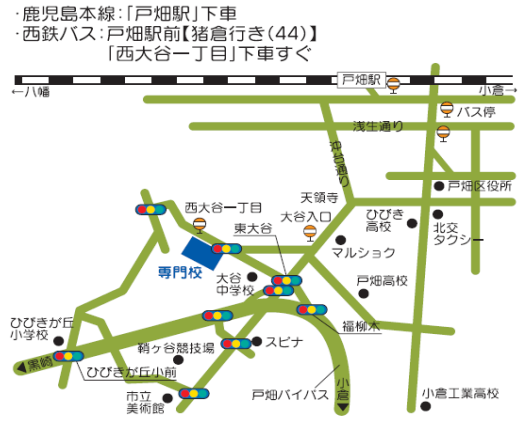 ・鹿児島本線：「戸畑駅」下車
・西鉄バス：戸畑駅前【猪倉行き(44)】
「西大谷一丁目」下車すぐ
戸畑駅
←八幡
小倉→
バス停
浅生通り
沖台通り
戸畑区役所
天籟寺
西大谷一丁目
大谷入口
ひびき
高校
北交
タクシー
東大谷
マルショク
専門校
大谷
中学校
戸畑高校
ひびきが丘
小学校
福柳木
鞘ヶ谷競技場
スピナ
黒崎
ひびきが丘小前
戸畑バイパス
小倉
市立
美術館
小倉工業高校